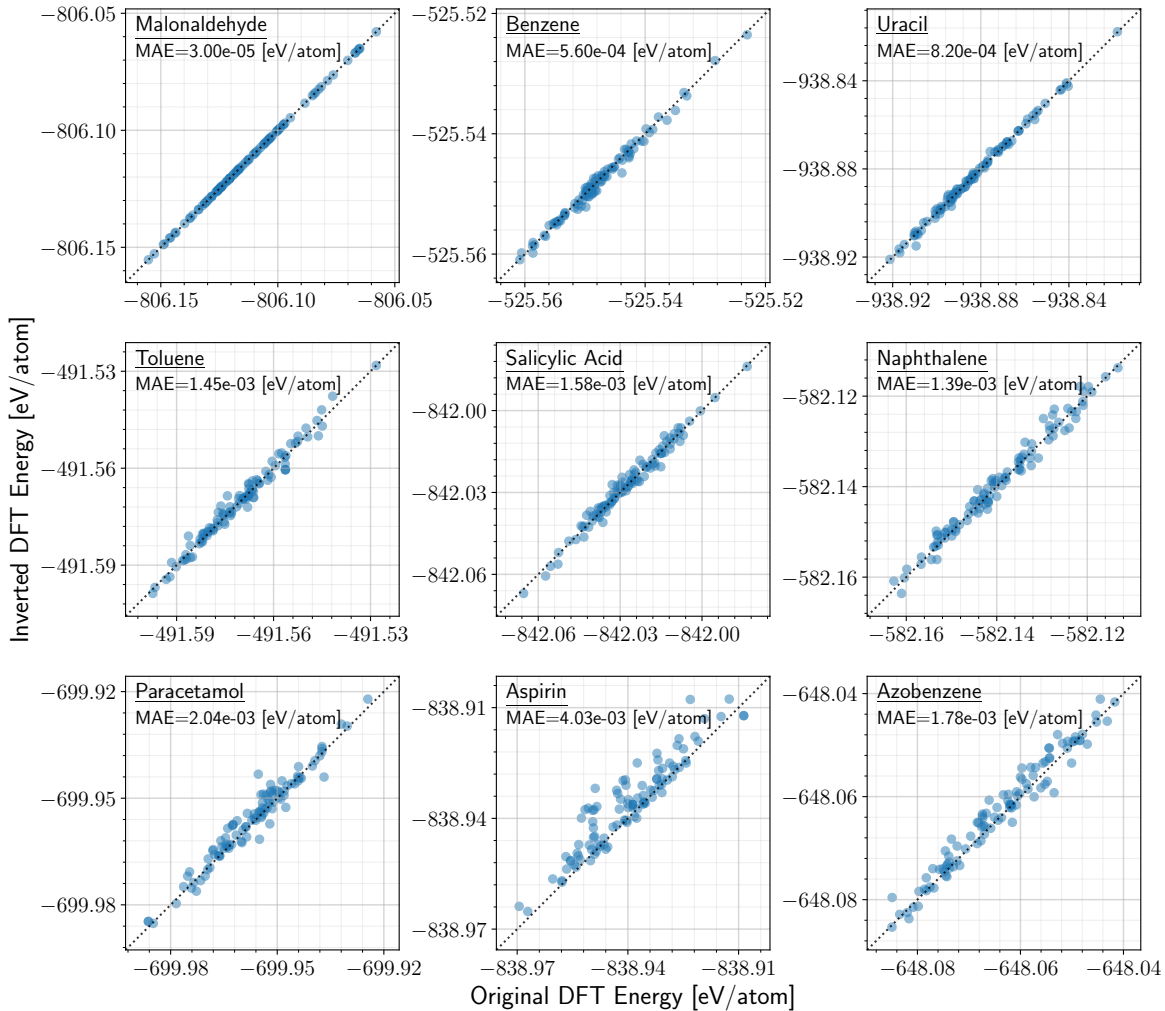 Malonaldehyde
MAE=3.00e-05 [eV/atom]
−806.05
−806.10
−806.15
−806.15 −806.10 −806.05
Benzene
MAE=5.60e-04 [eV/atom]
−525.52
−525.54
−525.56
−525.56 −525.54 −525.52
Uracil
MAE=8.20e-04 [eV/atom]
−938.84
−938.88
−938.92
−938.92 −938.88 −938.84
Inverted DFT Energy [eV/atom]
Toluene
MAE=1.45e-03 [eV/atom]
−491.53
−491.56
−491.59
−491.59 −491.56 −491.53
Salicylic Acid
MAE=1.58e-03 [eV/atom]
−842.00
−842.03
−842.06
−842.06 −842.03 −842.00
Naphthalene
MAE=1.39e-03 [eV/atom]
−582.12
−582.14
−582.16
−582.16 −582.14 −582.12
Paracetamol
MAE=2.04e-03 [eV/atom]
−699.92
−699.95
−699.98
−699.98 −699.95 −699.92
Aspirin
MAE=4.03e-03 [eV/atom]
−838.91
−838.94
−838.97
−838.97 −838.94 −838.91
Azobenzene
MAE=1.78e-03 [eV/atom]
−648.04
−648.06
−648.08
−648.08 −648.06 −648.04
Original DFT Energy [eV/atom]